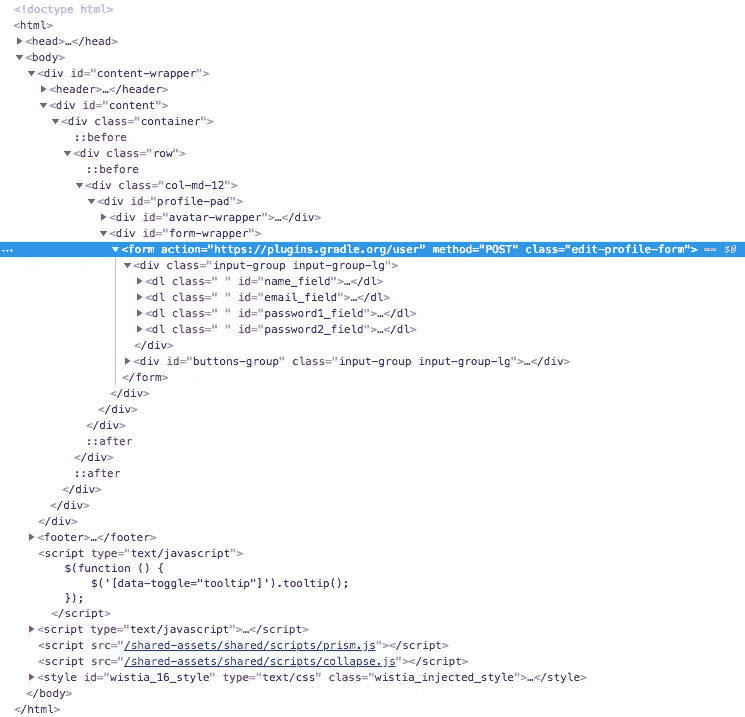 <!doctype html>
<html>
▶<head>…</head>
▼<body>
▼<div id="content-wrapper">
▶<header>…</header>
▼<div id="content">
▼<div class="container">
::before
▼<div class="row">
::before
▼<div class="col-md-12">
▼<div id="profile-pad">
▶<div id="avatar-wrapper">…</div>
▼<div id="form-wrapper">
… ▼<form action="https://plugins.gradle.org/user" method="POST" class="edit-profile-form"> == $0
▼<div class="input-group input-group-lg">
▶<dl class=" " id="name_field">…</dl>
▶<dl class=" " id="email_field">…</dl>
▶<dl class=" " id="password1_field">…</dl>
▶<dl class=" " id="password2_field">…</dl>
</div>
▶<div id="buttons-group" class="input-group input-group-lg">…</div>
</form>
</div>
</div>
</div>
::after
</div>
::after
</div>
</div>
</div>
▶<footer>…</footer>
<script type="text/javascript">
$(function () {
$('[data-toggle="tooltip"]').tooltip();
});
</script>
▶<script type="text/javascript">…</script>
<script src="/shared-assets/shared/scripts/prism.js"></script>
<script src="/shared-assets/shared/scripts/collapse.js"></script>
▶<style id="wistia_16_style" type="text/css" class="wistia_injected_style">…</style>
</body>
</html>